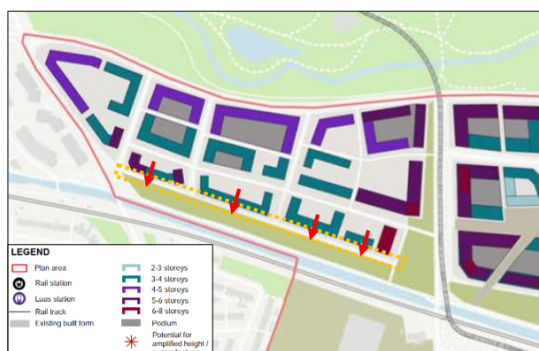 LEGEND
Plan area
Rail station
Luas station
Rail track
Existing built form
2-3 storeys
3-4 storeys
4-5 storeys
5-6 storeys
6-8 storeys
Podium
Potential for
amplified height /